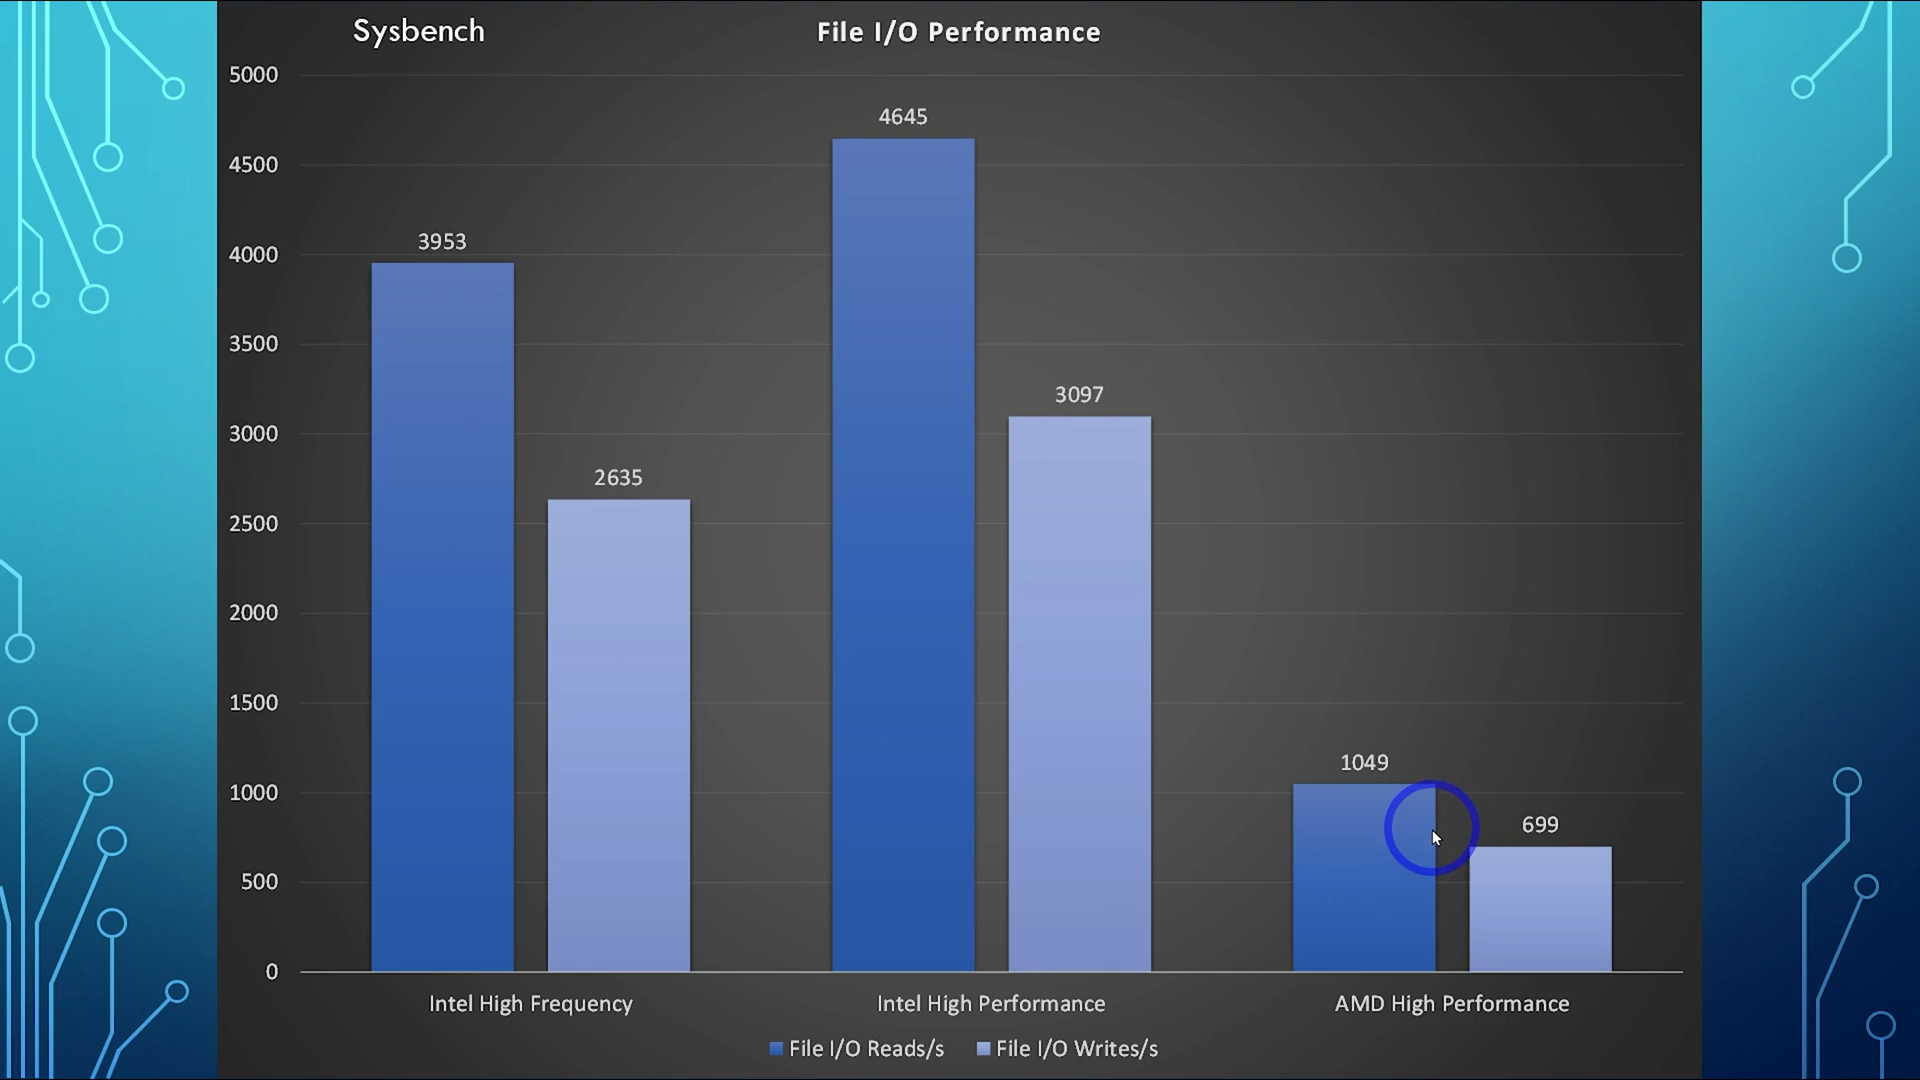 Sysbench
File I/O Performance
5000
4500
4000
3500
3000
2500
2000
1500
1000
500
0
3953
2635
4645
3097
1049
699
Intel High Frequency
Intel High Performance
AMD High Performance
File I/O Reads/s
File I/O Writes/s